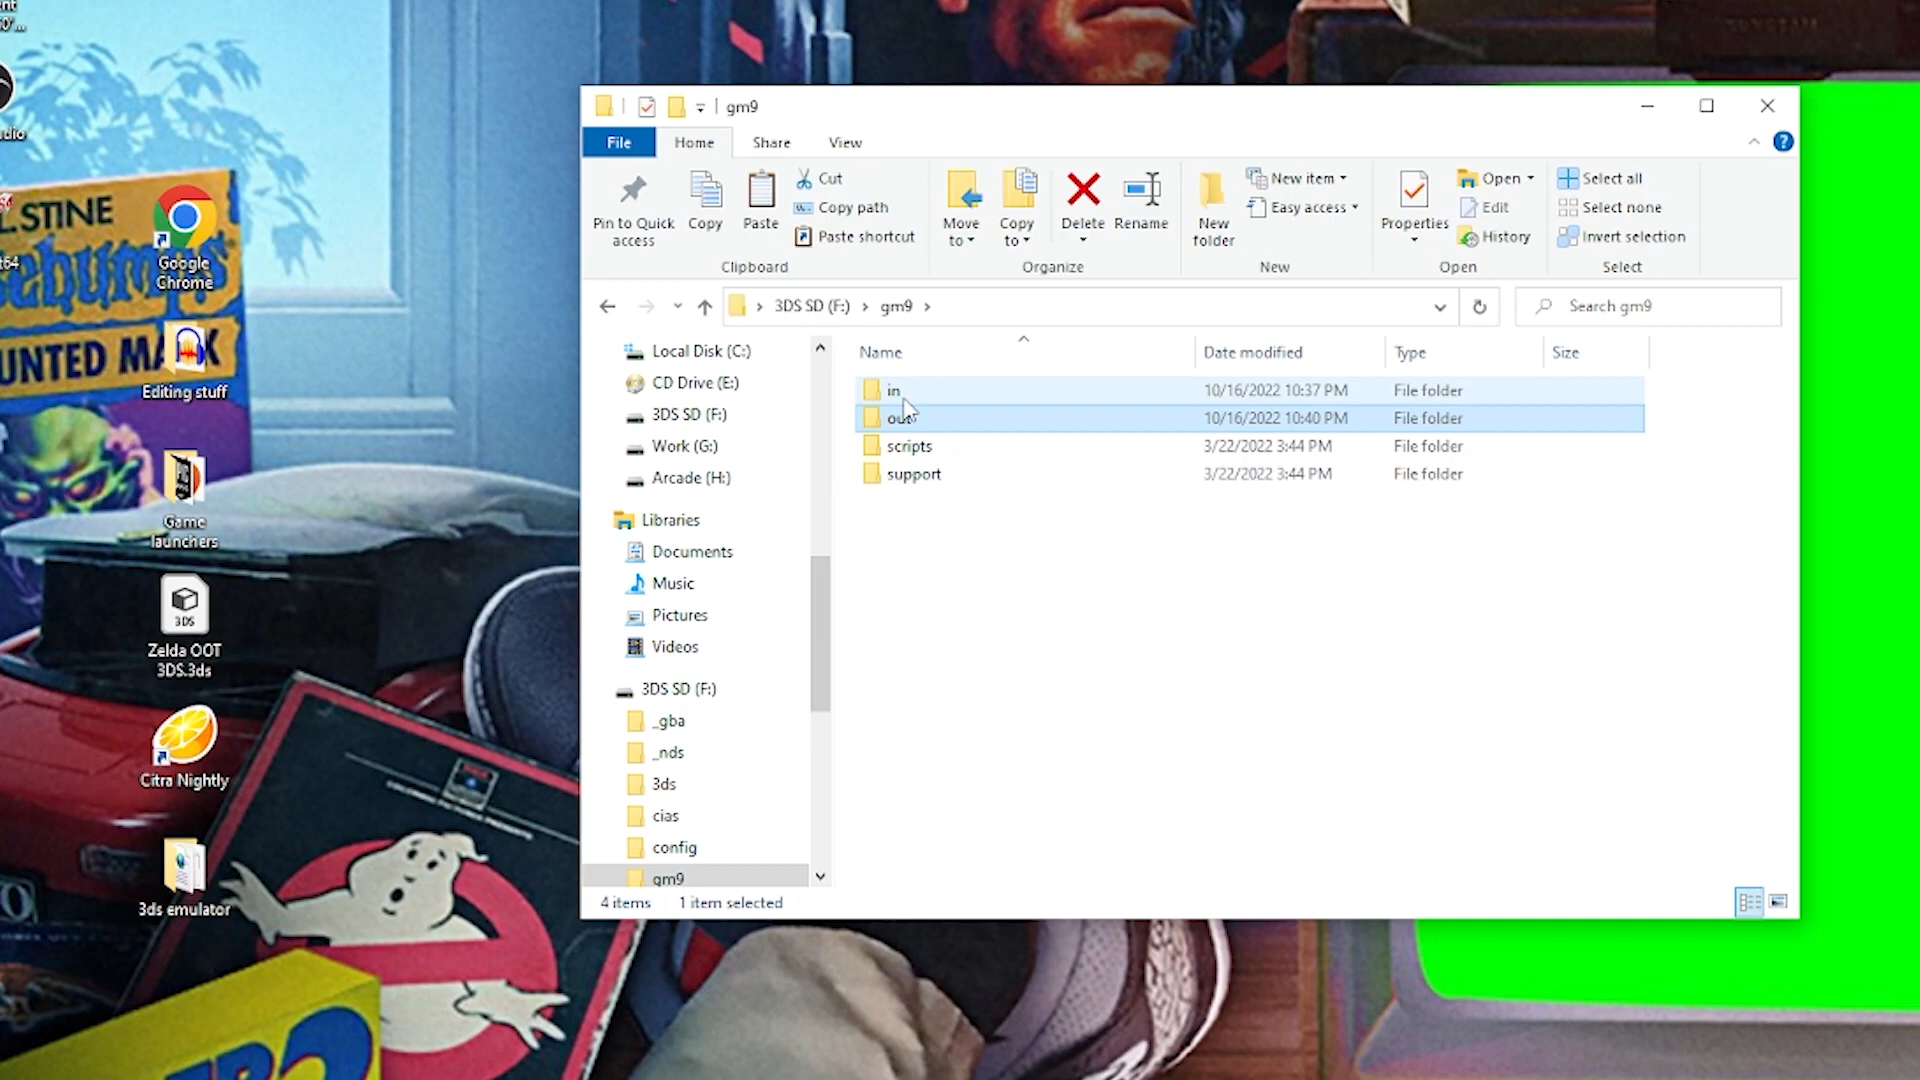 gm9
File
Home
Share
View
Pin to Quick access
Copy
Paste
Cut
Copy path
Paste shortcut
Move to
Copy to
Delete
Rename
New folder
New item
Easy access
Properties
Open
Edit
History
Select all
Select none
Invert selection
Clipboard
Organize
New
Open
Select
3DS SD (F:)
gm9
Search gm9
Local Disk (C:)
CD Drive (E:)
3DS SD (F:)
Work (G:)
Arcade (H:)
Libraries
Documents
Music
Pictures
Videos
3DS SD (F:)
_gba
_nds
3ds
cias
config
gm9
Name
Date modified
Type
Size
in
10/16/2022 10:37 PM
File folder
out
10/16/2022 10:40 PM
File folder
scripts
3/22/2022 3:44 PM
File folder
support
3/22/2022 3:44 PM
File folder
4 items
1 item selected
Google
Chrome
Editing stuff
Game
launchers
3DS
Zelda OOT
3DS.3ds
Citra Nightly
3ds emulator
.L.STINE